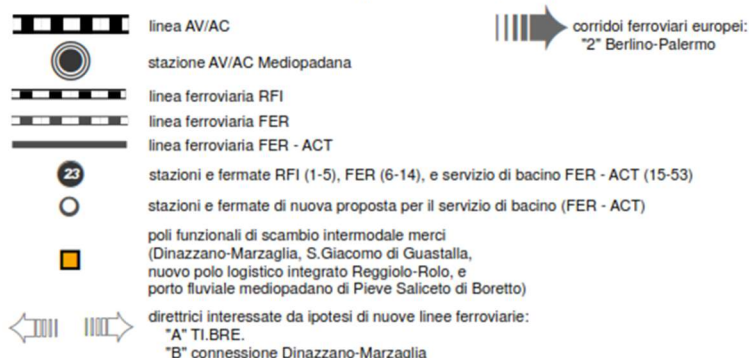 linea AV/AC
corridoi ferroviari europei:
"2" Berlino-Palermo
stazione AV/AC Mediopadana
linea ferroviaria RFI
linea ferroviaria FER
linea ferroviaria FER - ACT
23
stazioni e fermate RFI (1-5), FER (6-14), e servizio di bacino FER - ACT (15-53)
stazioni e fermate di nuova proposta per il servizio di bacino (FER - ACT)
poli funzionali di scambio intermodale merci
(Dinazzano-Marzaglia, S.Giacomo di Guastalla,
nuovo polo logistico integrato Reggiolo-Rolo, e
porto fluviale mediopadano di Pieve Saliceto di Boretto)
direttrici interessate da ipotesi di nuove linee ferroviarie:
"A" TI.BRE.
"B" connessione Dinazzano-Marzaglia